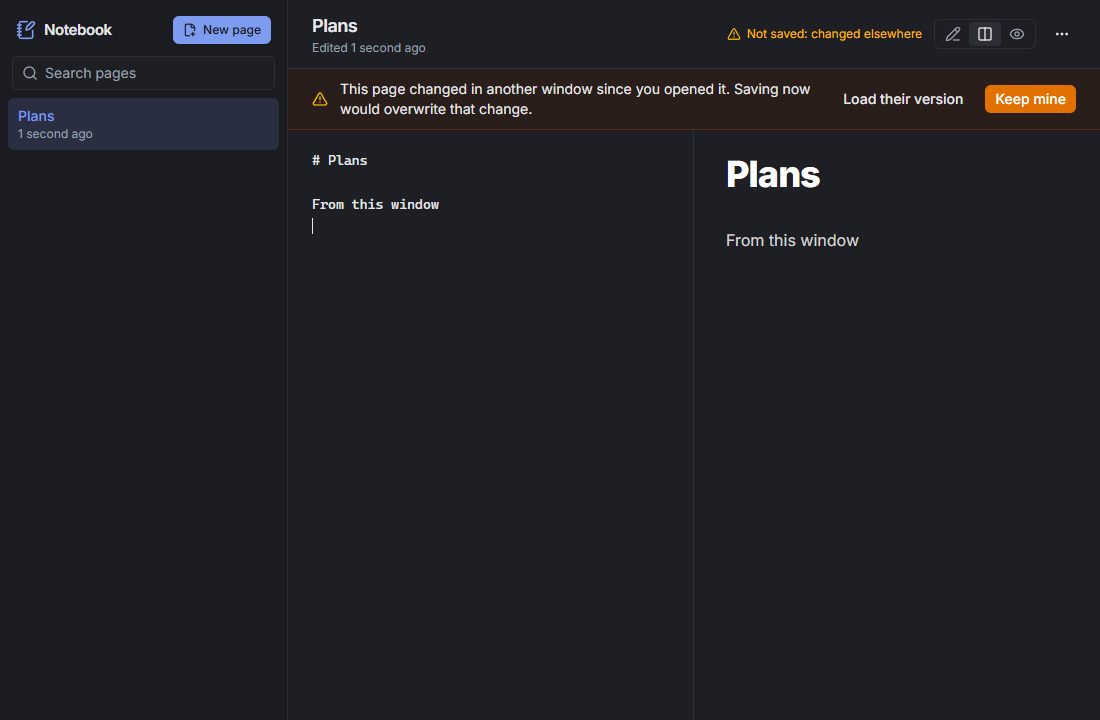 Notebook
New page
Search pages
Plans
1 second ago
Plans
Edited 1 second ago
Not saved: changed elsewhere
This page changed in another window since you opened it. Saving now
would overwrite that change.
Load their version
Keep mine
# Plans
From this window
Plans
From this window